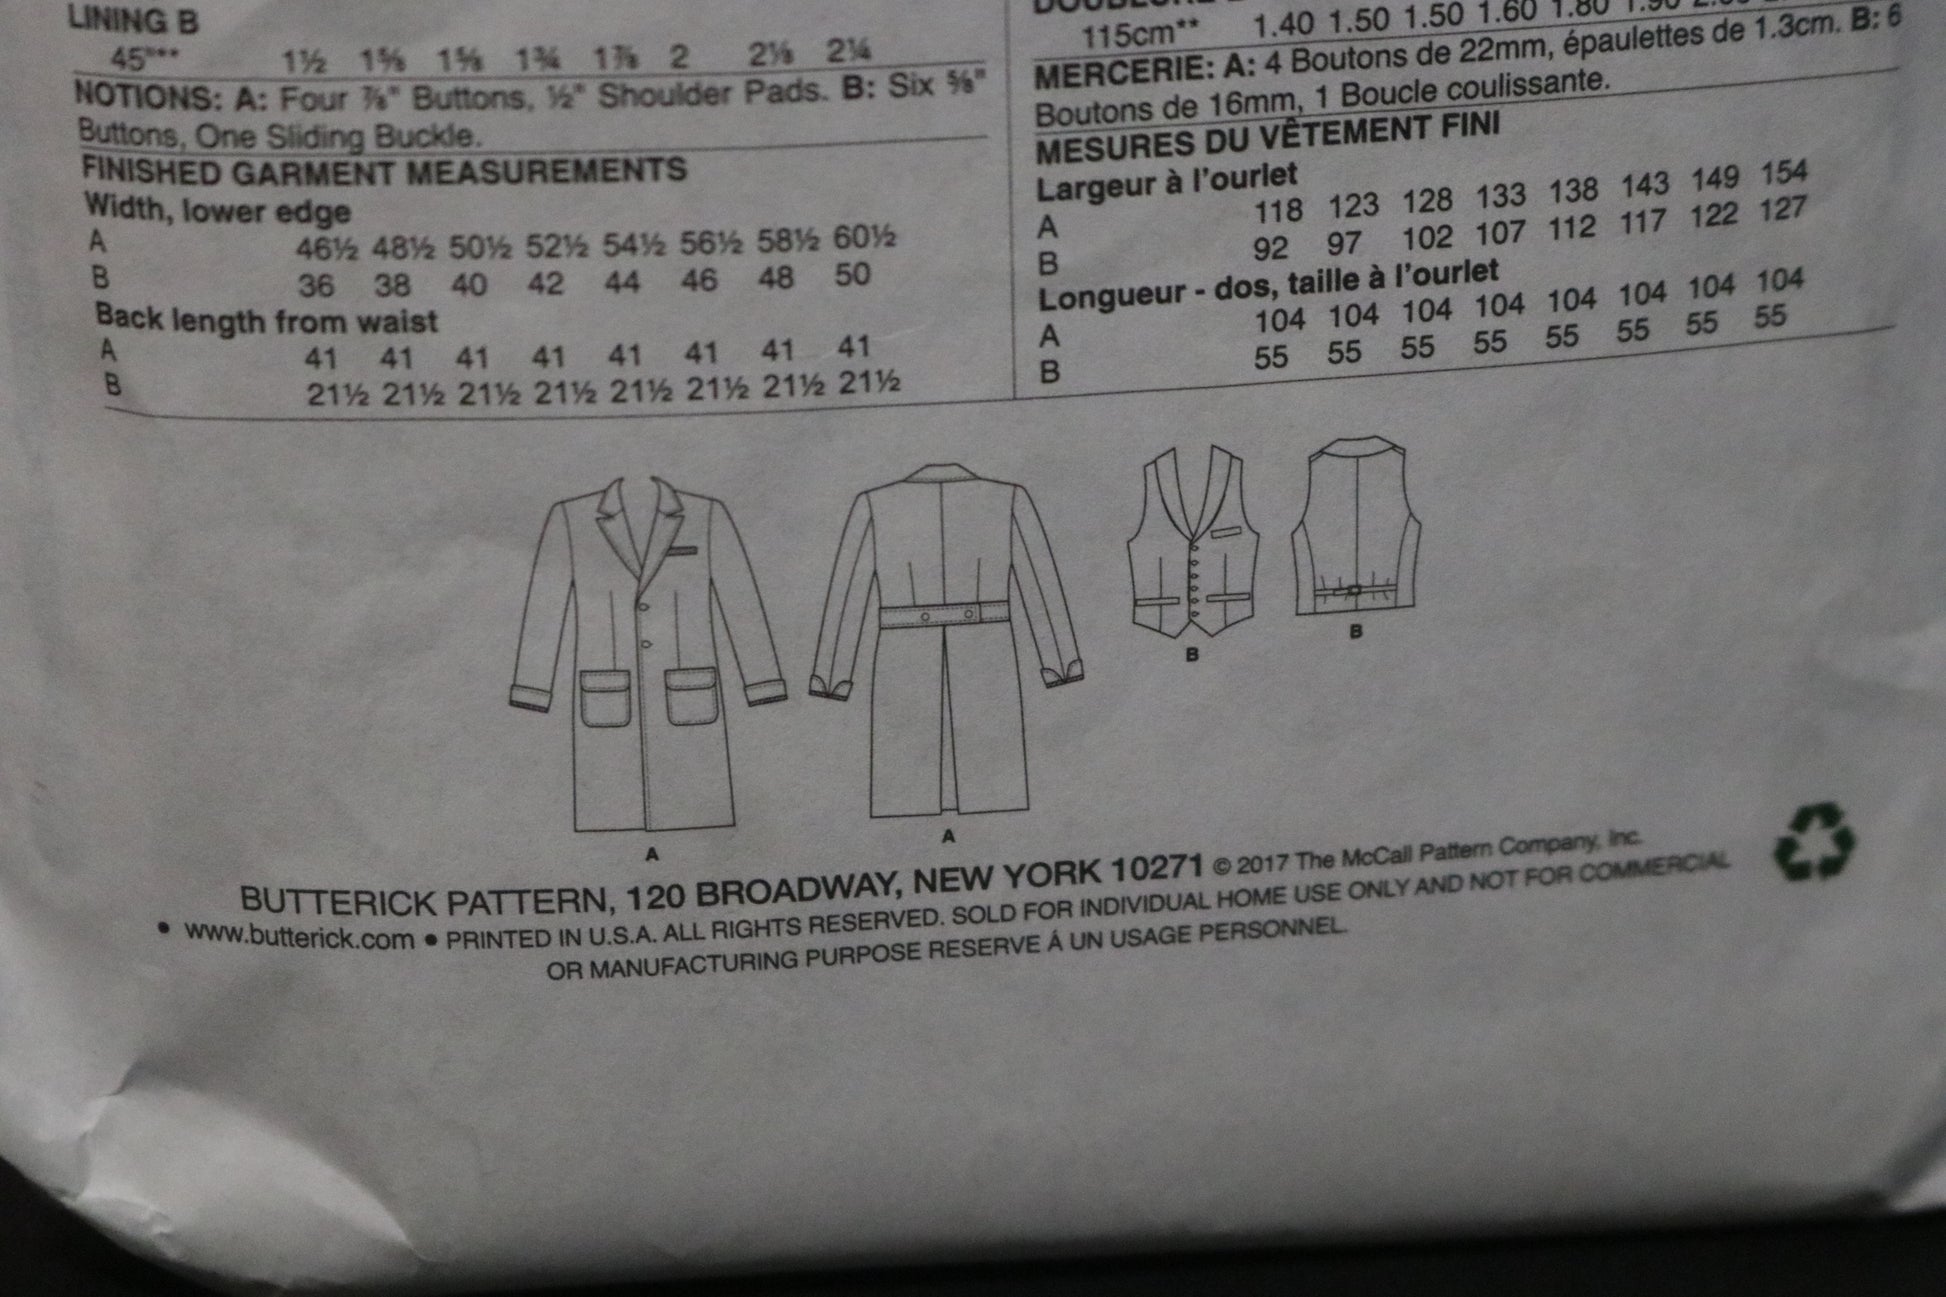 LINING B
45"*** 1½ 1⅝ 1⅝ 1¾ 1⅞ 2 2⅛ 2¼
NOTIONS: A: Four ⅞" Buttons, ½" Shoulder Pads. B: Six ⅝"
Buttons, One Sliding Buckle.
FINISHED GARMENT MEASUREMENTS
Width, lower edge
A 46½ 48½ 50½ 52½ 54½ 56½ 58½ 60½
B 36 38 40 42 44 46 48 50
Back length from waist
A 41 41 41 41 41 41 41 41
B 21½ 21½ 21½ 21½ 21½ 21½ 21½ 21½
115cm** 1.40 1.50 1.50 1.60 1.80 1.90
MERCERIE: A: 4 Boutons de 22mm, épaulettes de 1.3cm. B: 6
Boutons de 16mm, 1 Boucle coulissante.
MESURES DU VÊTEMENT FINI
Largeur à l'ourlet
A 118 123 128 133 138 143 149 154
B 92 97 102 107 112 117 122 127
Longueur - dos, taille à l'ourlet
A 104 104 104 104 104 104 104 104
B 55 55 55 55 55 55 55 55
A
A
B
B
BUTTERICK PATTERN, 120 BROADWAY, NEW YORK 10271 © 2017 The McCall Pattern Company, Inc.
• www.butterick.com • PRINTED IN U.S.A. ALL RIGHTS RESERVED. SOLD FOR INDIVIDUAL HOME USE ONLY AND NOT FOR COMMERCIAL
OR MANUFACTURING PURPOSE RESERVE Á UN USAGE PERSONNEL.